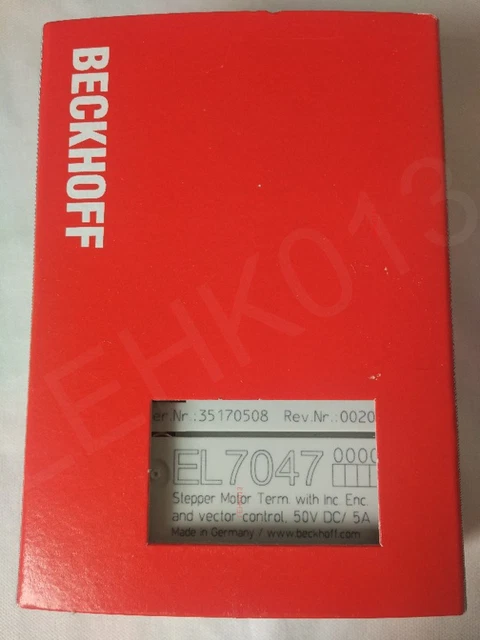 BECKHOFF
er.Nr.:35170508 Rev.Nr.:0020
EL7047 0000
Stepper Motor Term. with Inc. Enc.
and vector control, 50V DC/ 5A
Made in Germany / www.beckhoff.com
EHK013